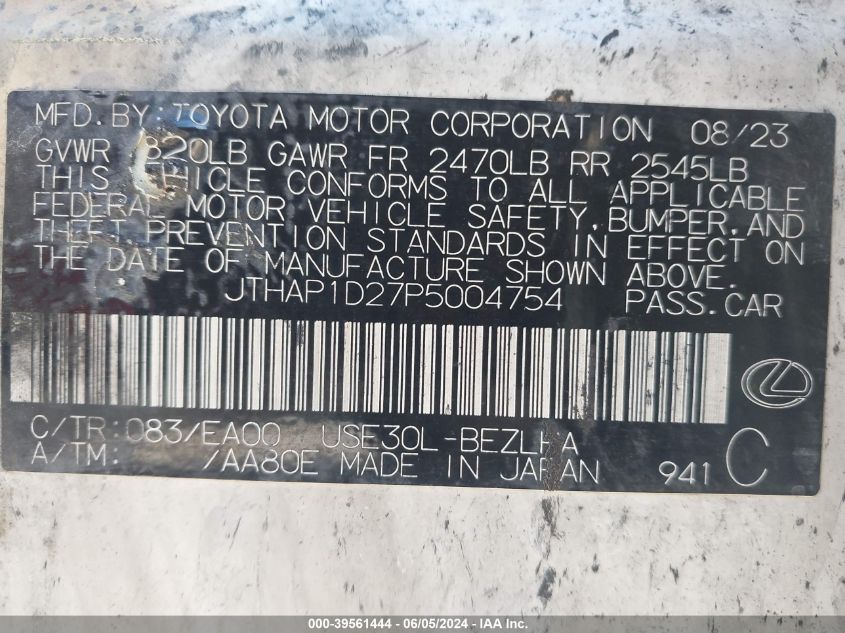 MFD. BY: TOYOTA MOTOR CORPORATION 08/23
GVWR 820LB GAWR FR 2470LB RR 2545LB
THIS VEHICLE CONFORMS TO ALL APPLICABLE
FEDERAL MOTOR VEHICLE SAFETY, BUMPER, AND
THEFT PREVENTION STANDARDS IN EFFECT ON
THE DATE OF MANUFACTURE SHOWN ABOVE.
JTHAP1D27P5004754 PASS.CAR
C/TR: 083/EA00 USE30L-BEZLHA
A/TM: /AA80E MADE IN JAPAN 941 C
000-39561444 - 06/05/2024 - IAA Inc.